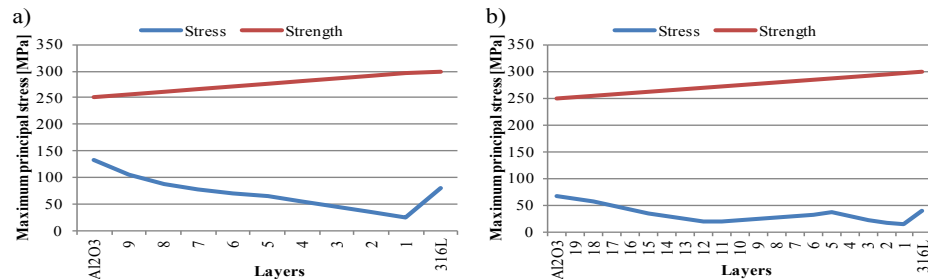 a)
Stress Strength
Maximum principal stress [MPa]
350
300
250
200
150
100
50
0
Al2O3 9 8 7 6 5 4 3 2 1 316L
Layers
b)
Stress Strength
Maximum principal stress [MPa]
350
300
250
200
150
100
50
0
Al2O3 19 18 17 16 15 14 13 12 11 10 9 8 7 6 5 4 3 2 1 316L
Layers